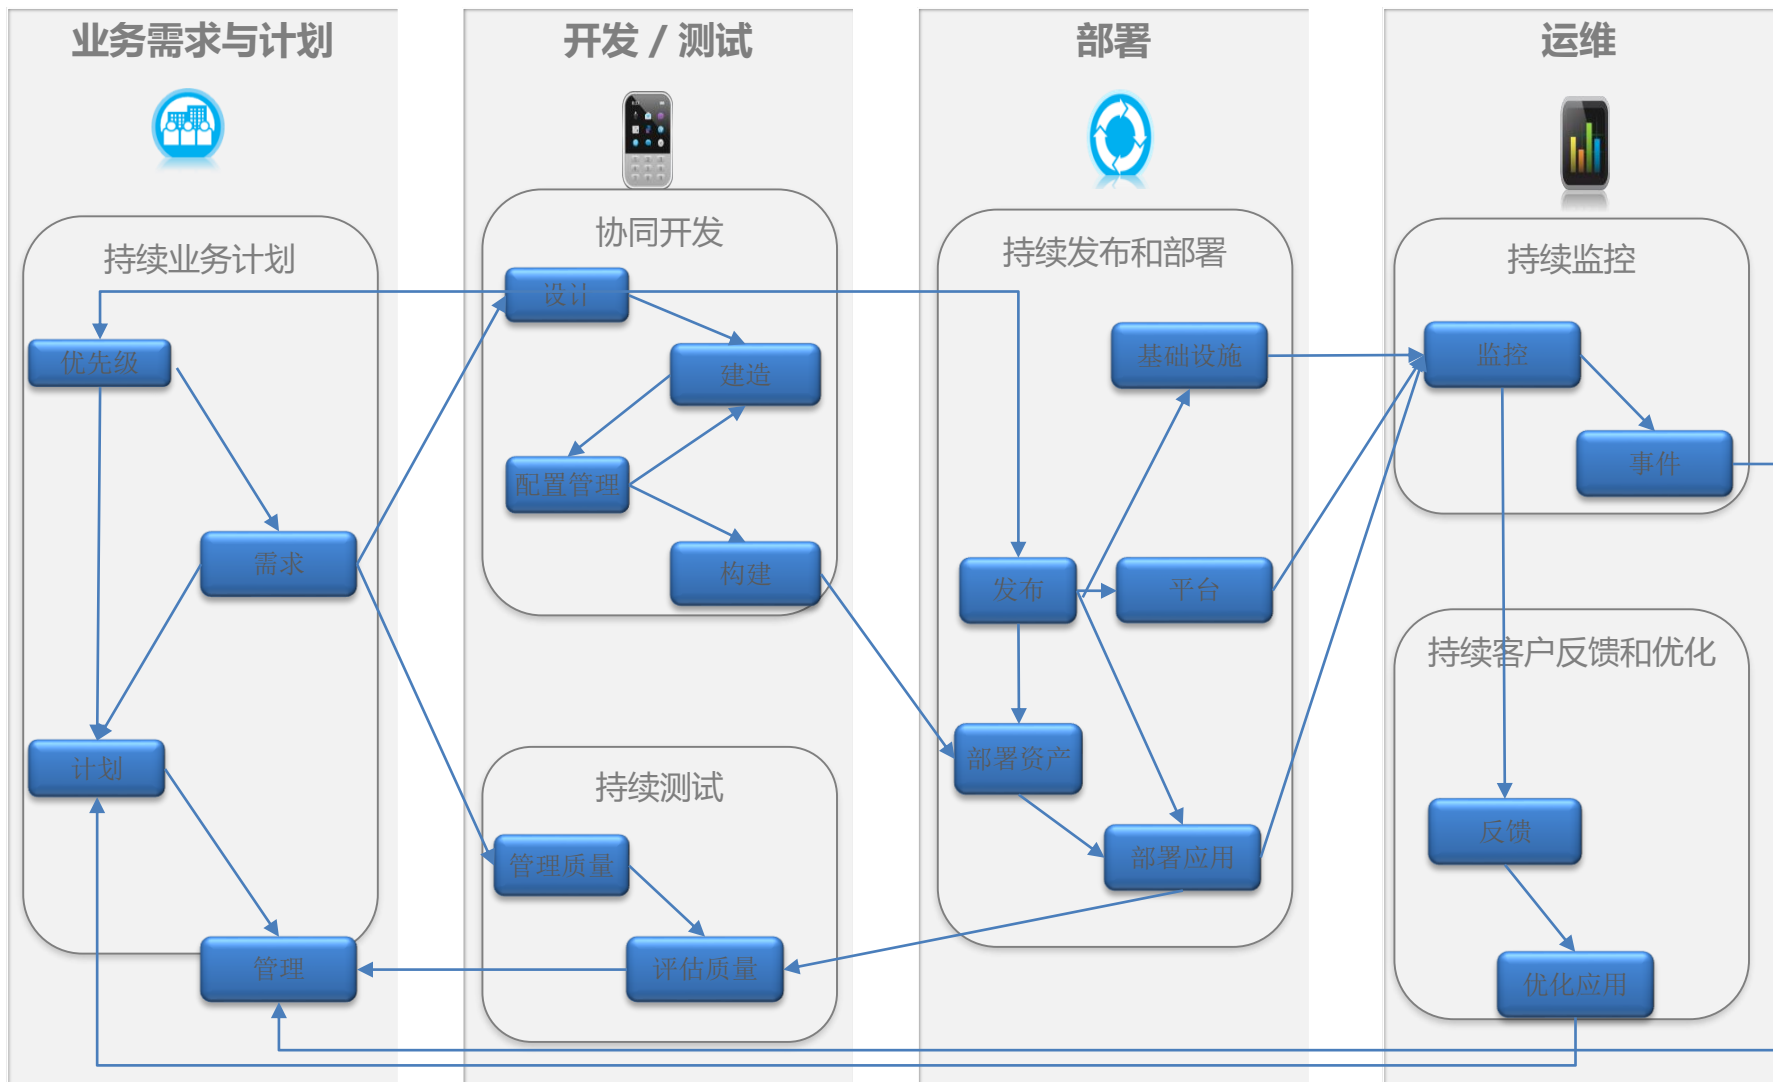 业务需求与计划
开发 / 测试
部署
运维
持续业务计划
优先级
需求
计划
管理
协同开发
设计
建造
配置管理
构建
持续测试
管理质量
评估质量
持续发布和部署
基础设施
发布
平台
部署资产
部署应用
持续监控
监控
事件
持续客户反馈和优化
反馈
优化应用